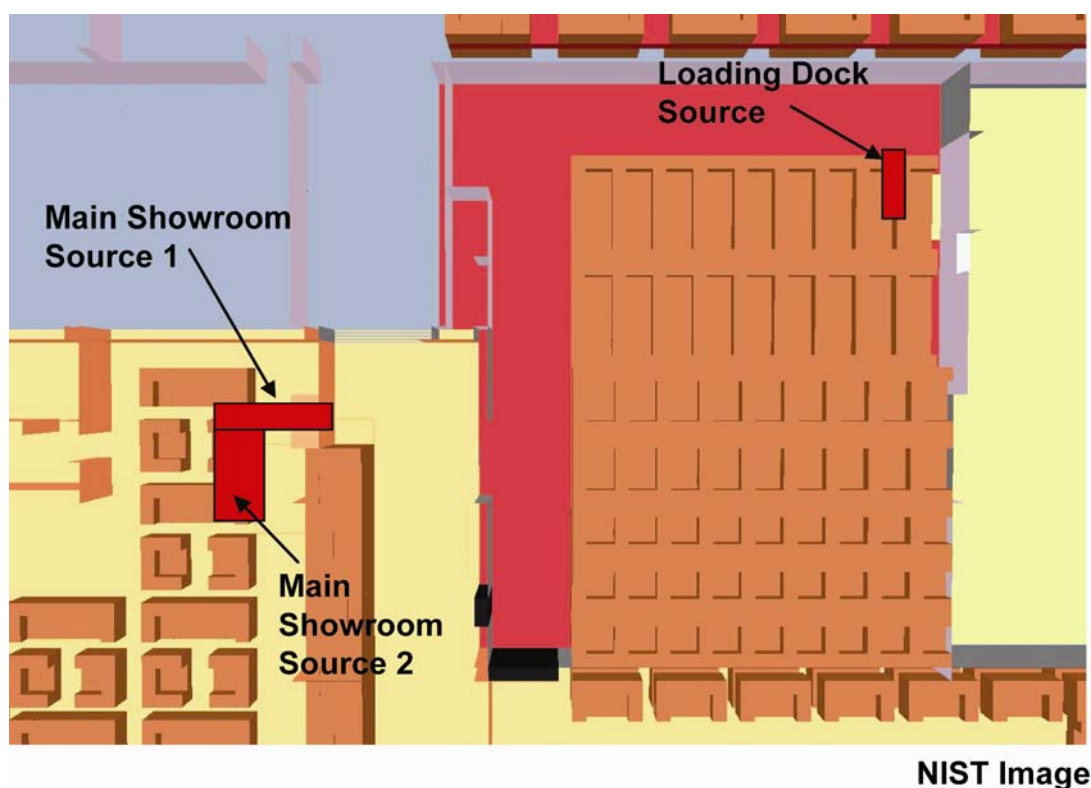 Loading Dock
Source
Main Showroom
Source 1
Main
Showroom
Source 2
NIST Image